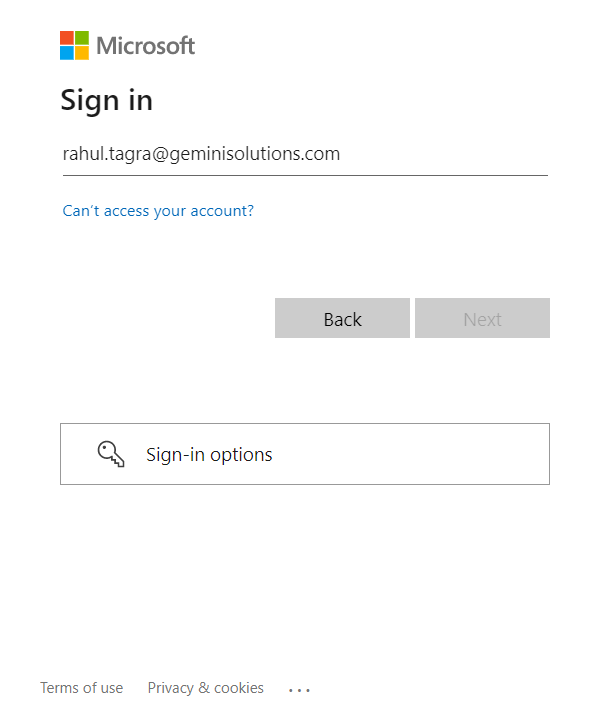 Microsoft
Sign in
rahul.tagra@geminisolutions.com
Can't access your account?
Back Next
Sign-in options
Terms of use Privacy & cookies ...